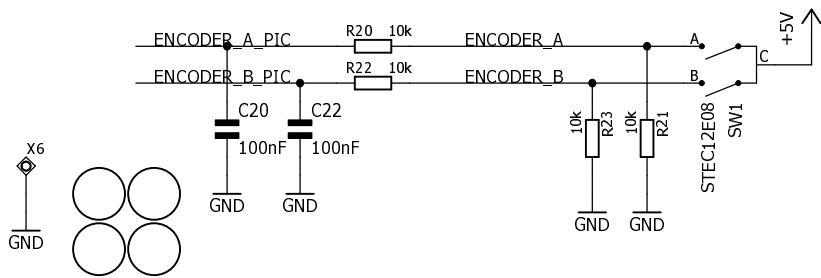 ENCODER_A_PIC
R20 10k
ENCODER_A
A
C
+5V
ENCODER_B_PIC
R22 10k
ENCODER_B
B
C20
100nF
C22
100nF
10k
R23
10k
R21
STEC12E08
SW1
X6
GND
GND
GND
GND
GND